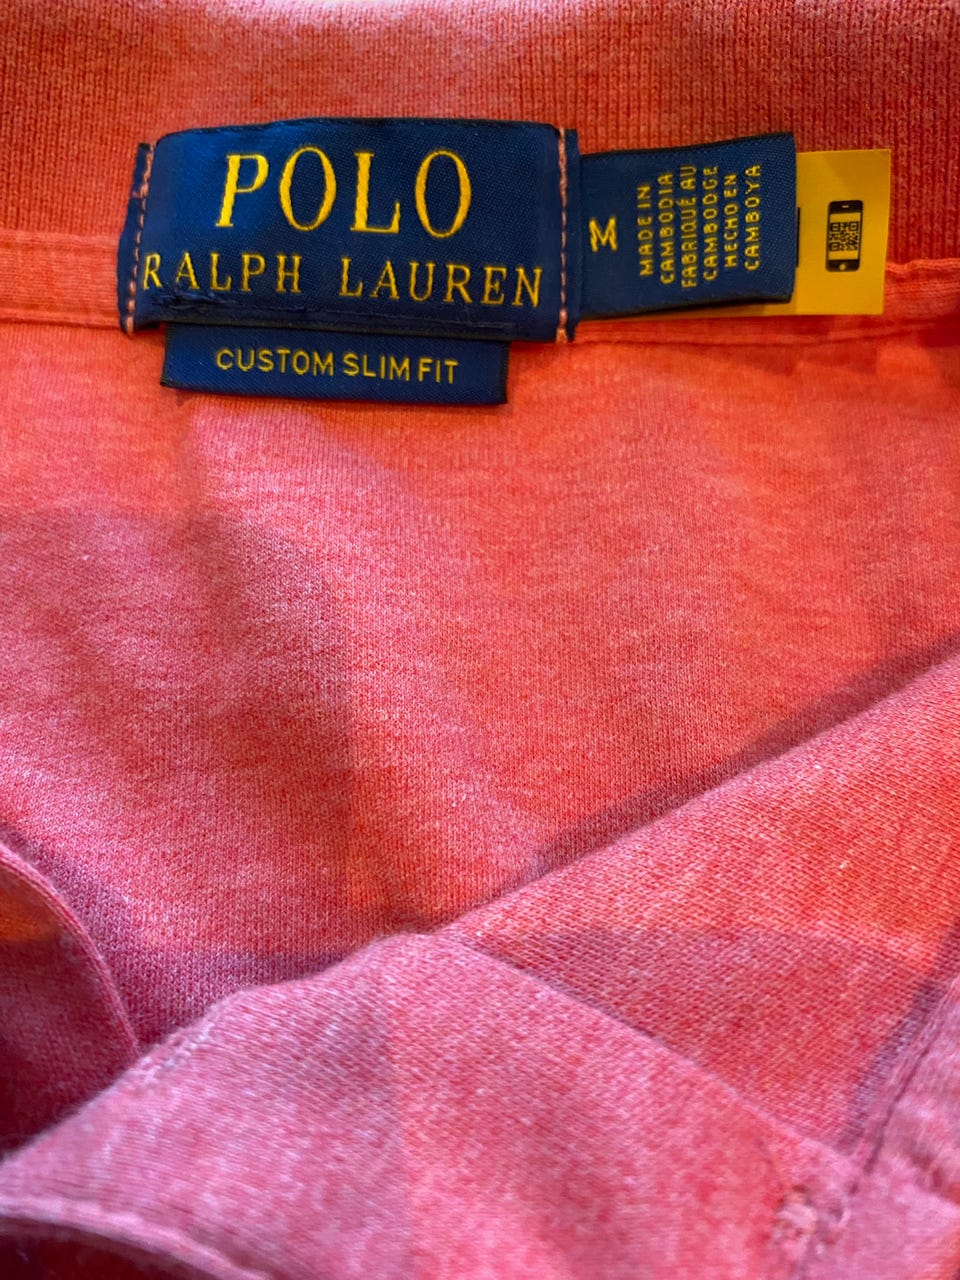 POLO
RALPH LAUREN
CUSTOM SLIM FIT
M
MADE IN
CAMBODIA
FABRIQUÉ AU
CAMBODGE
HECHO EN
CAMBOYA